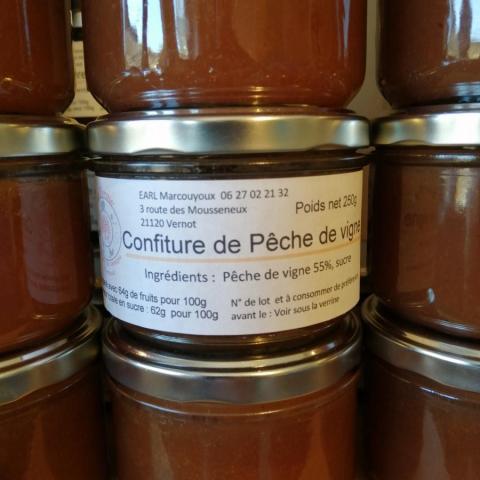 EARL Marcouyoux 06 27 02 21 32
3 route des Mousseneux
21120 Vernot
Poids net 250g
Confiture de Pêche de vigne
Ingrédients : Pêche de vigne 55%, sucre
avec 64g de fruits pour 100g
en sucre : 62g pour 100g
N° de lot et à consommer de préférence
avant le : Voir sous la verrine